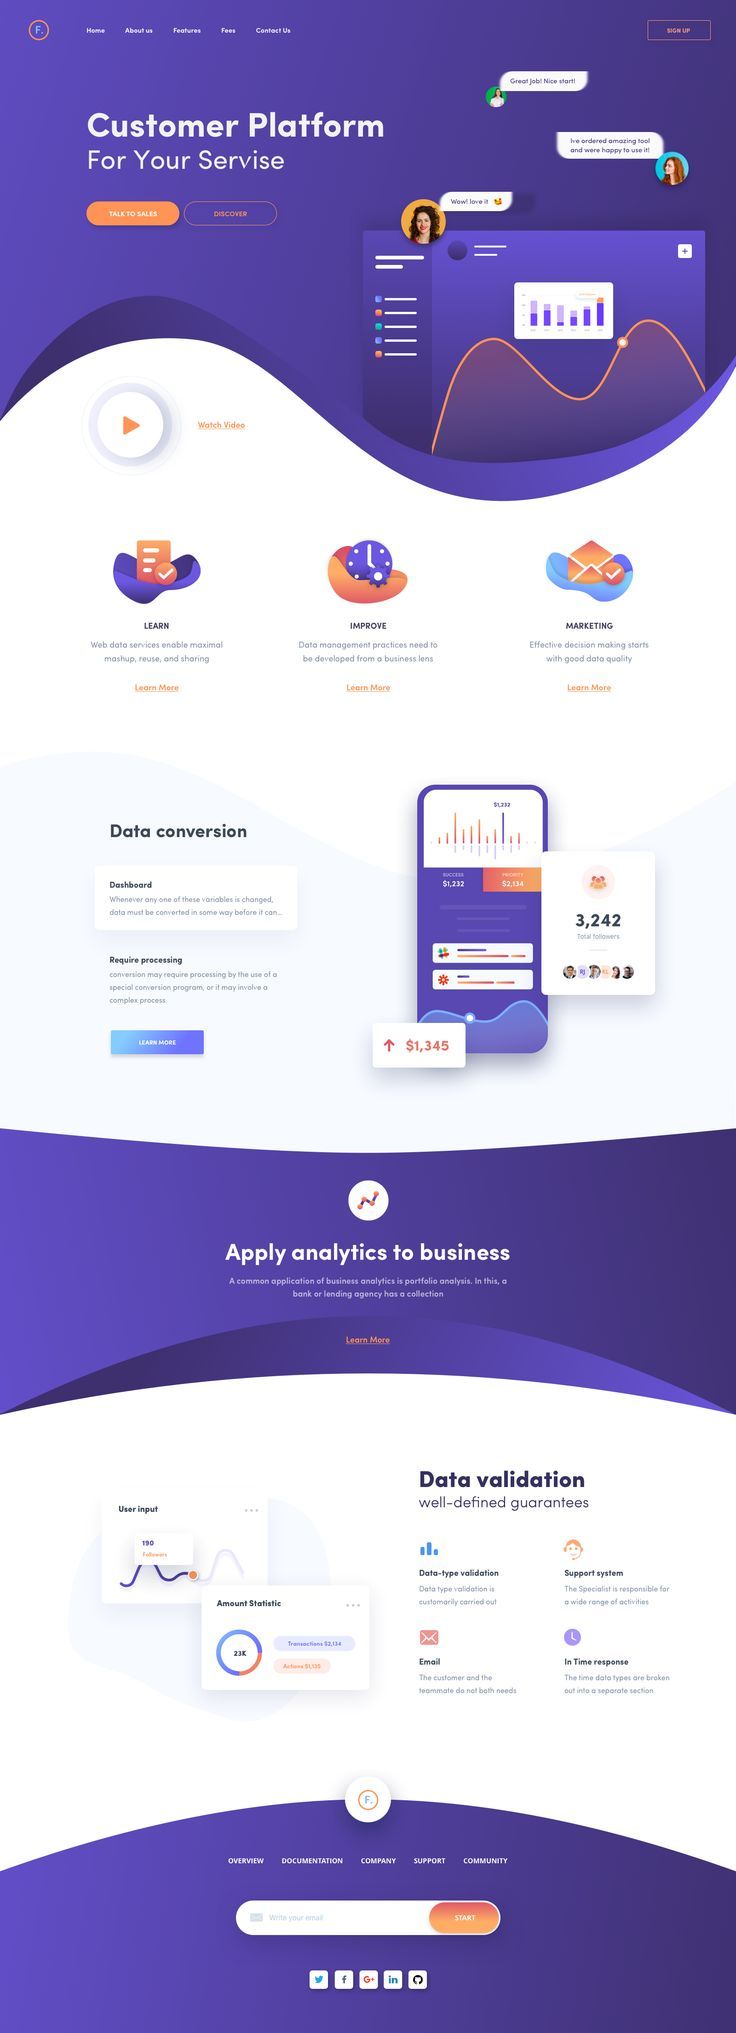 F.
Home
About us
Features
Fees
Contact Us
SIGN UP
Great Job! Nice start!
Ive ordered amazing tool
and were happy to use it!
Wow! love it
Customer Platform
For Your Servise
TALK TO SALES
DISCOVER
Watch Video
LEARN
Web data services enable maximal
mashup, reuse, and sharing
Learn More
IMPROVE
Data management practices need to
be developed from a business lens
Learn More
MARKETING
Effective decision making starts
with good data quality
Learn More
Data conversion
Dashboard
Whenever any one of these variables is changed,
data must be converted in some way before it can...
Require processing
conversion may require processing by the use of a
special conversion program, or it may involve a
complex process.
LEARN MORE
$1,232
SUCCESS
$1,232
PRIORITY
$2,134
3,242
Total followers
RJ
KL
$1,345
Apply analytics to business
A common application of business analytics is portfolio analysis. In this, a
bank or lending agency has a collection
Learn More
User input
190
Followers
Amount Statistic
23K
Transactions $2,134
Actions $1,135
Data validation
well-defined guarantees
Data-type validation
Data type validation is
customarily carried out
Support system
The Specialist is responsible for
a wide range of activities
Email
The customer and the
teammate do not both needs
In Time response
The time data types are broken
out into a separate section
F.
OVERVIEW
DOCUMENTATION
COMPANY
SUPPORT
COMMUNITY
Write your email
START
f
G+
in